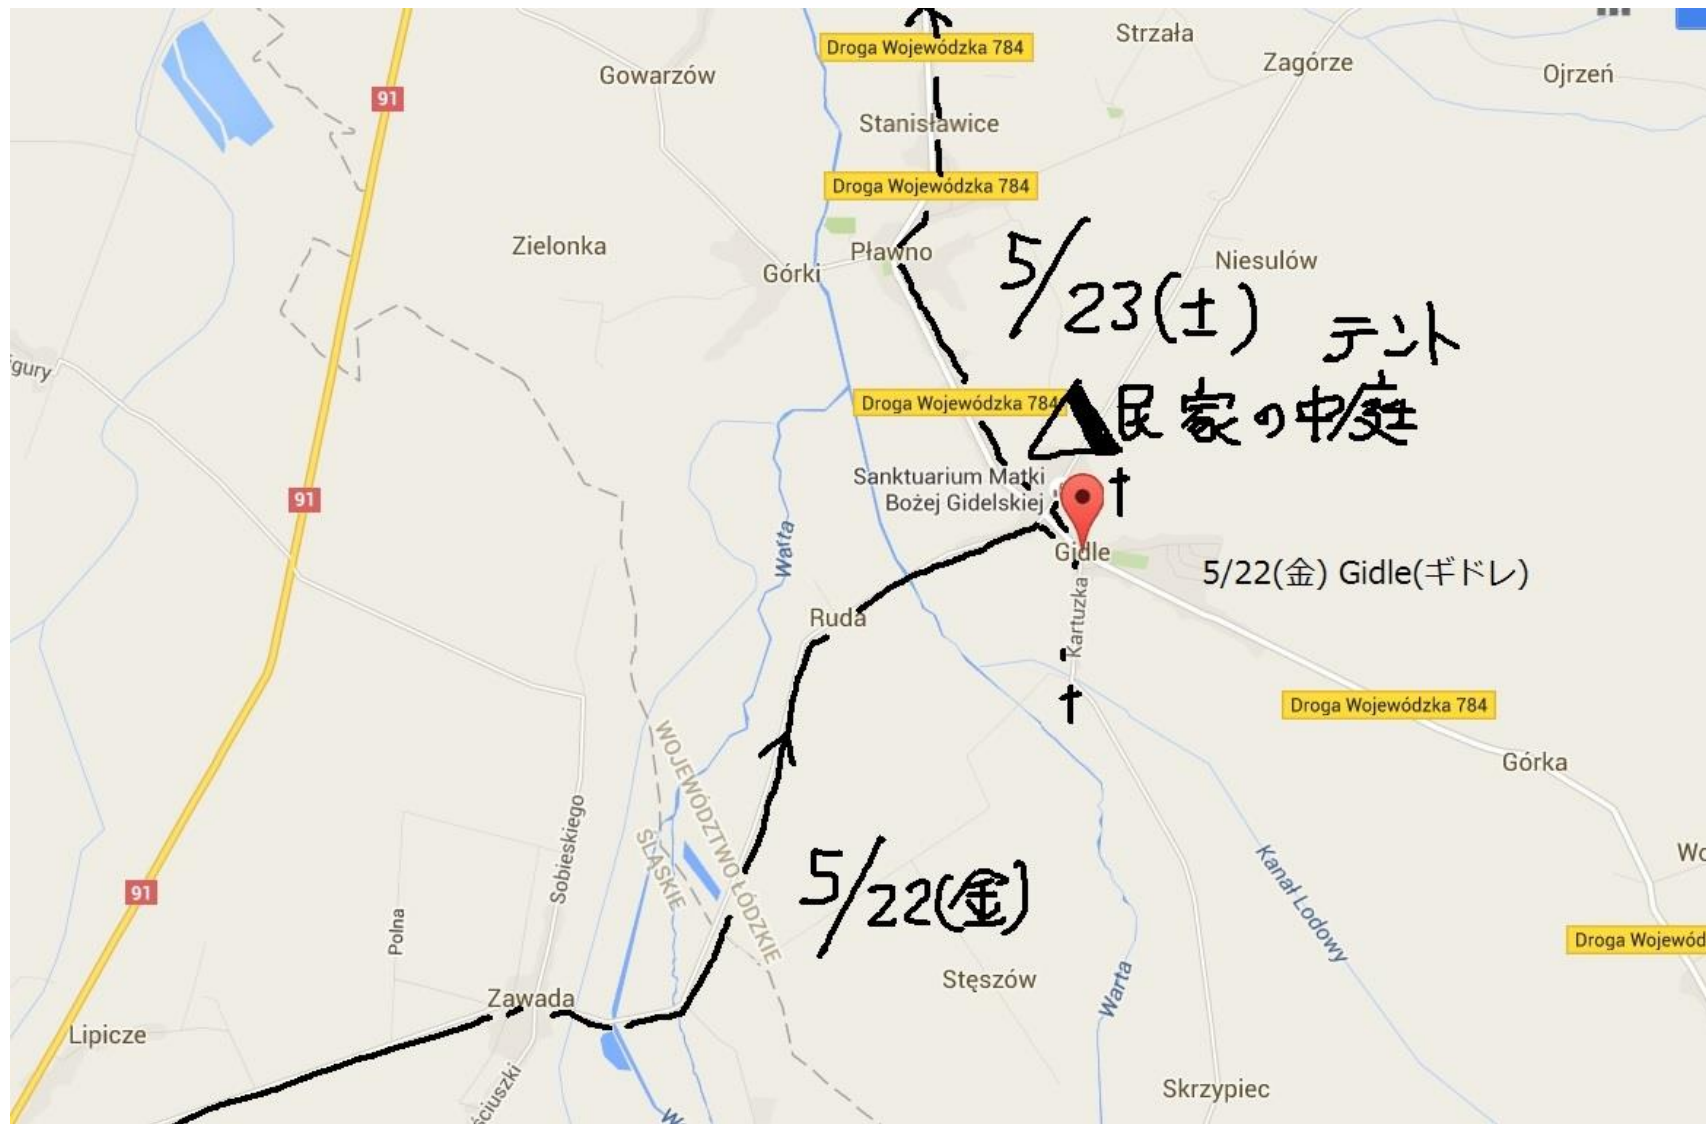 Droga Wojewódzka 784
Strzała
Zagórze
Ojrzeń
Gowarzów
91
Stanisławice
Droga Wojewódzka 784
Zielonka
Górki
Pławno
5/23(土)
Niesulów
テント
Droga Wojewódzka 784
民家の中庭
Sanktuarium Matki
Bożej Gidelskiej
†
91
Warta
Gidle
5/22(金) Gidle(ギドレ)
Ruda
Kartuzka
†
Droga Wojewódzka 784
Górka
WOJEWÓDZTWO ŁÓDZKIE
ŚLĄSKIE
Sobieskiego
5/22(金)
Kanał Lodowy
91
Polna
Droga Wojewód
Stęszów
Warta
Zawada
Lipicze
Skrzypiec